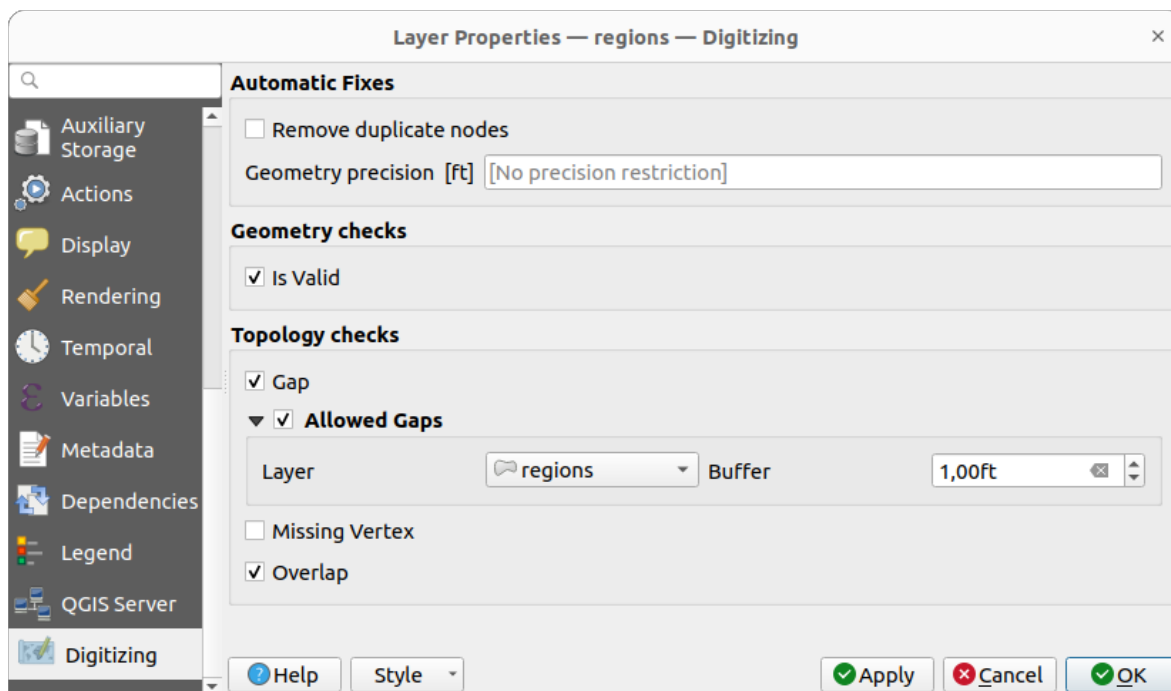 Layer Properties — regions — Digitizing
Automatic Fixes
Auxiliary
Storage
Remove duplicate nodes
Geometry precision [ft] [No precision restriction]
Actions
Geometry checks
Display
Is Valid
Rendering
Topology checks
Temporal
Gap
Variables
Allowed Gaps
Metadata
Layer regions Buffer 1,00ft
Dependencies
Missing Vertex
Legend
Overlap
QGIS Server
Digitizing
Help Style Apply Cancel OK